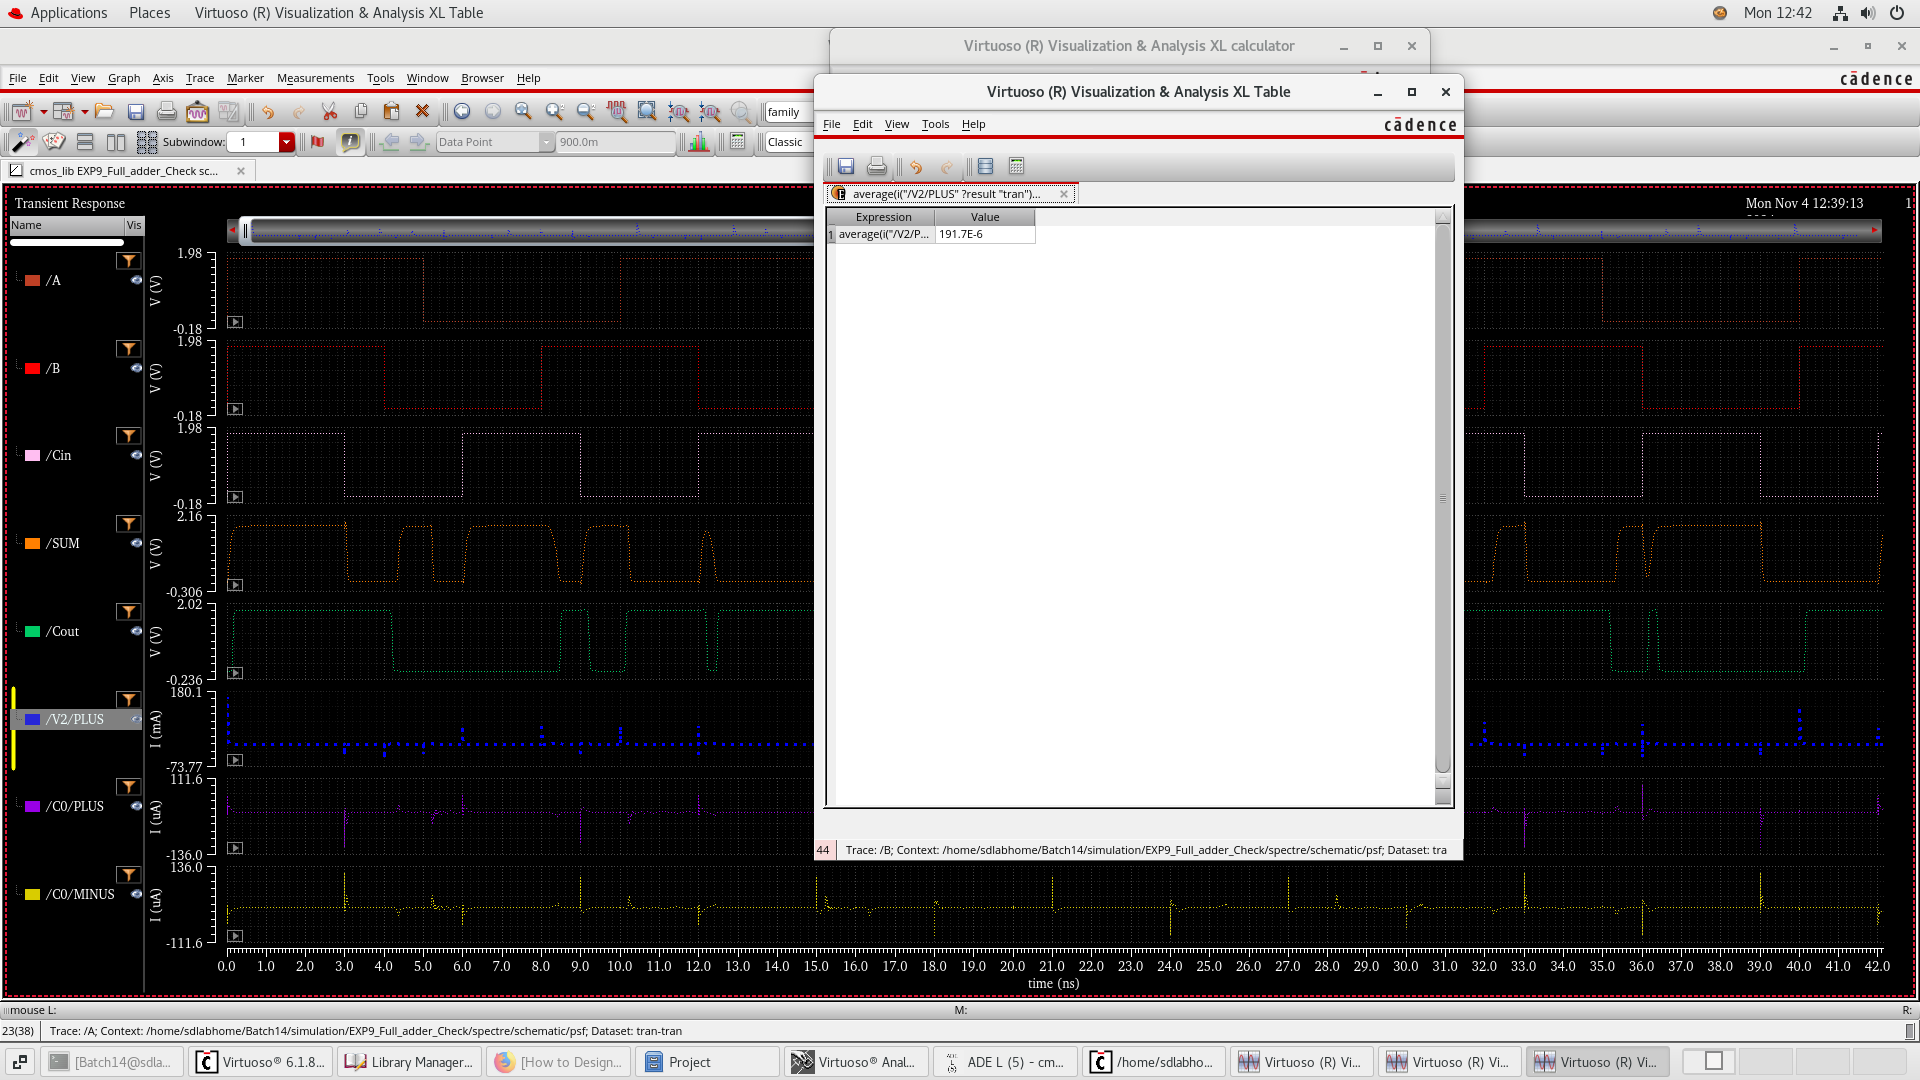 Applications Places Virtuoso (R) Visualization & Analysis XL Table Mon 12:42
Virtuoso (R) Visualization & Analysis XL calculator
File Edit View Graph Axis Trace Marker Measurements Tools Window Browser Help cādence
family
Subwindow: 1 Data Point 900.0m Classic
cmos_lib EXP9_Full_adder_Check sc...
Virtuoso (R) Visualization & Analysis XL Table
File Edit View Tools Help cādence
average(i("/V2/PLUS" ?result "tran")...
Expression Value
1 average(i("/V2/P... 191.7E-6
44 Trace: /B; Context: /home/sdlabhome/Batch14/simulation/EXP9_Full_adder_Check/spectre/schematic/psf; Dataset: tra
Transient Response Mon Nov 4 12:39:13 1
Name Vis
1.98
/A V (V)
-0.18
1.98
/B V (V)
-0.18
1.98
/Cin V (V)
-0.18
2.16
/SUM V (V)
-0.306
2.02
/Cout V (V)
-0.236
180.1
/V2/PLUS I (mA)
-73.77
111.6
/C0/PLUS I (uA)
-136.0
136.0
/C0/MINUS I (uA)
-111.6
0.0 1.0 2.0 3.0 4.0 5.0 6.0 7.0 8.0 9.0 10.0 11.0 12.0 13.0 14.0 15.0 16.0 17.0 18.0 19.0 20.0 21.0 22.0 23.0 24.0 25.0 26.0 27.0 28.0 29.0 30.0 31.0 32.0 33.0 34.0 35.0 36.0 37.0 38.0 39.0 40.0 41.0 42.0
time (ns)
mouse L: M: R:
23(38) Trace: /A; Context: /home/sdlabhome/Batch14/simulation/EXP9_Full_adder_Check/spectre/schematic/psf; Dataset: tran-tran
[Batch14@sdla... Virtuoso® 6.1.8... Library Manager... [How to Design... Project Virtuoso® Anal... ADE L (5) - cm... /home/sdlabho... Virtuoso (R) Vi... Virtuoso (R) Vi... Virtuoso (R) Vi...